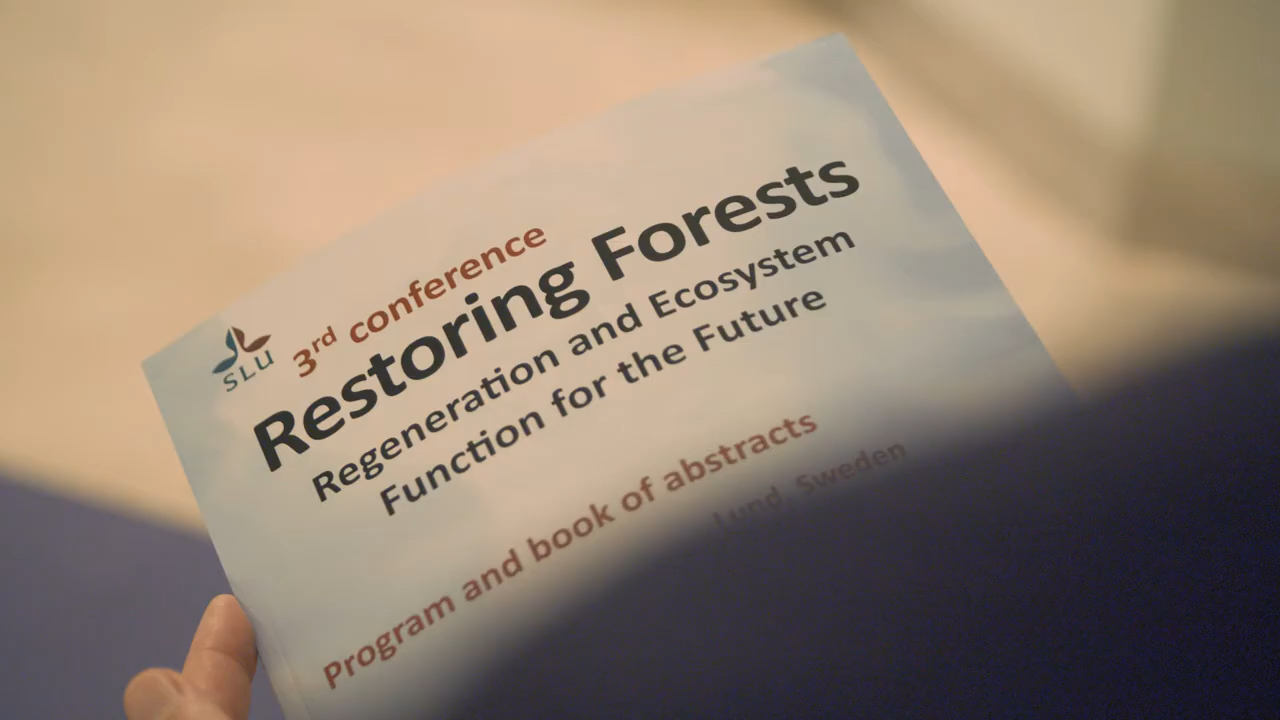 SLU
3rd conference
Restoring Forests
Regeneration and Ecosystem
Function for the Future
Program and book of abstracts
Lund, Sweden